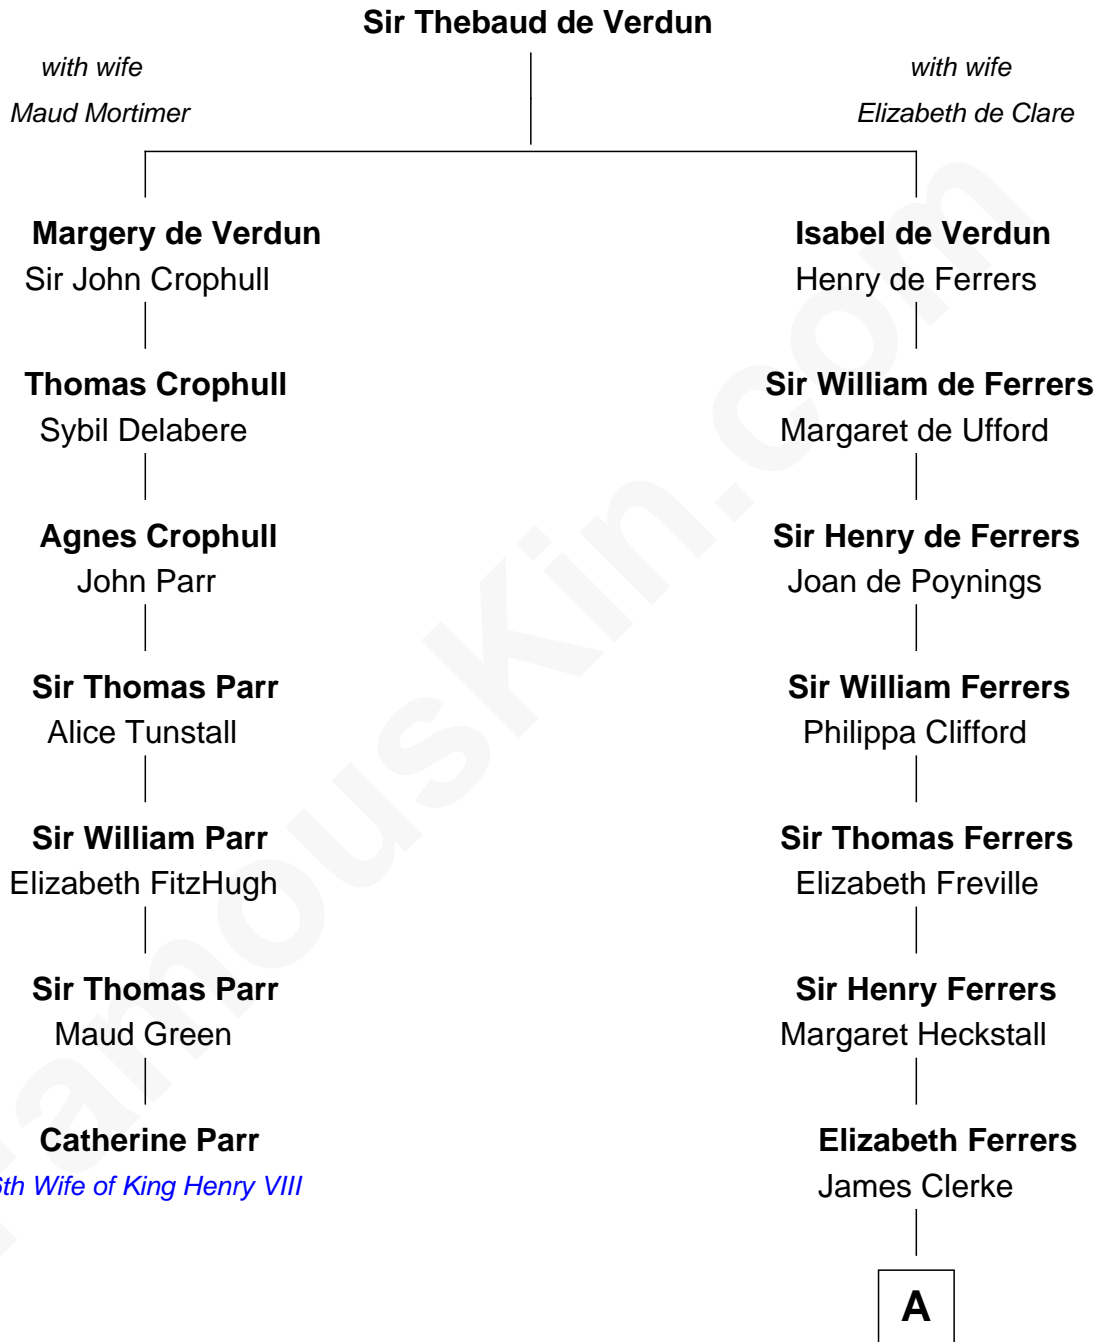 Sir Thebaud de Verdun
with wife
Maud Mortimer
with wife
Elizabeth de Clare
Margery de Verdun
Sir John Crophull
Isabel de Verdun
Henry de Ferrers
Thomas Crophull
Sybil Delabere
Sir William de Ferrers
Margaret de Ufford
Agnes Crophull
John Parr
Sir Henry de Ferrers
Joan de Poynings
Sir Thomas Parr
Alice Tunstall
Sir William Ferrers
Philippa Clifford
Sir William Parr
Elizabeth FitzHugh
Sir Thomas Ferrers
Elizabeth Freville
Sir Thomas Parr
Maud Green
Sir Henry Ferrers
Margaret Heckstall
Catherine Parr
6th Wife of King Henry VIII
Elizabeth Ferrers
James Clerke
A
FamousKin.com